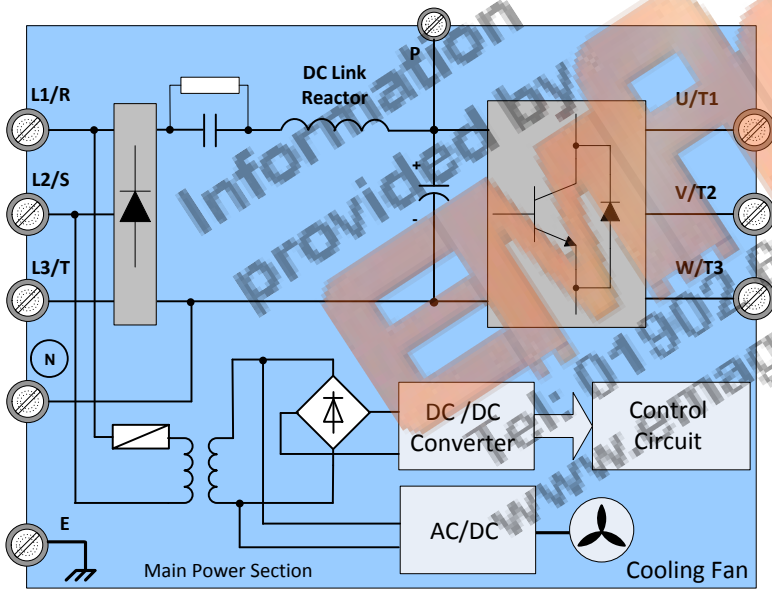 P
L1/R
DC Link
Reactor
U/T1
L2/S
+
-
V/T2
L3/T
W/T3
N
DC /DC
Converter
Control
Circuit
E
AC/DC
Main Power Section
Cooling Fan
Information
provided by
Tel: 01902
www.ema